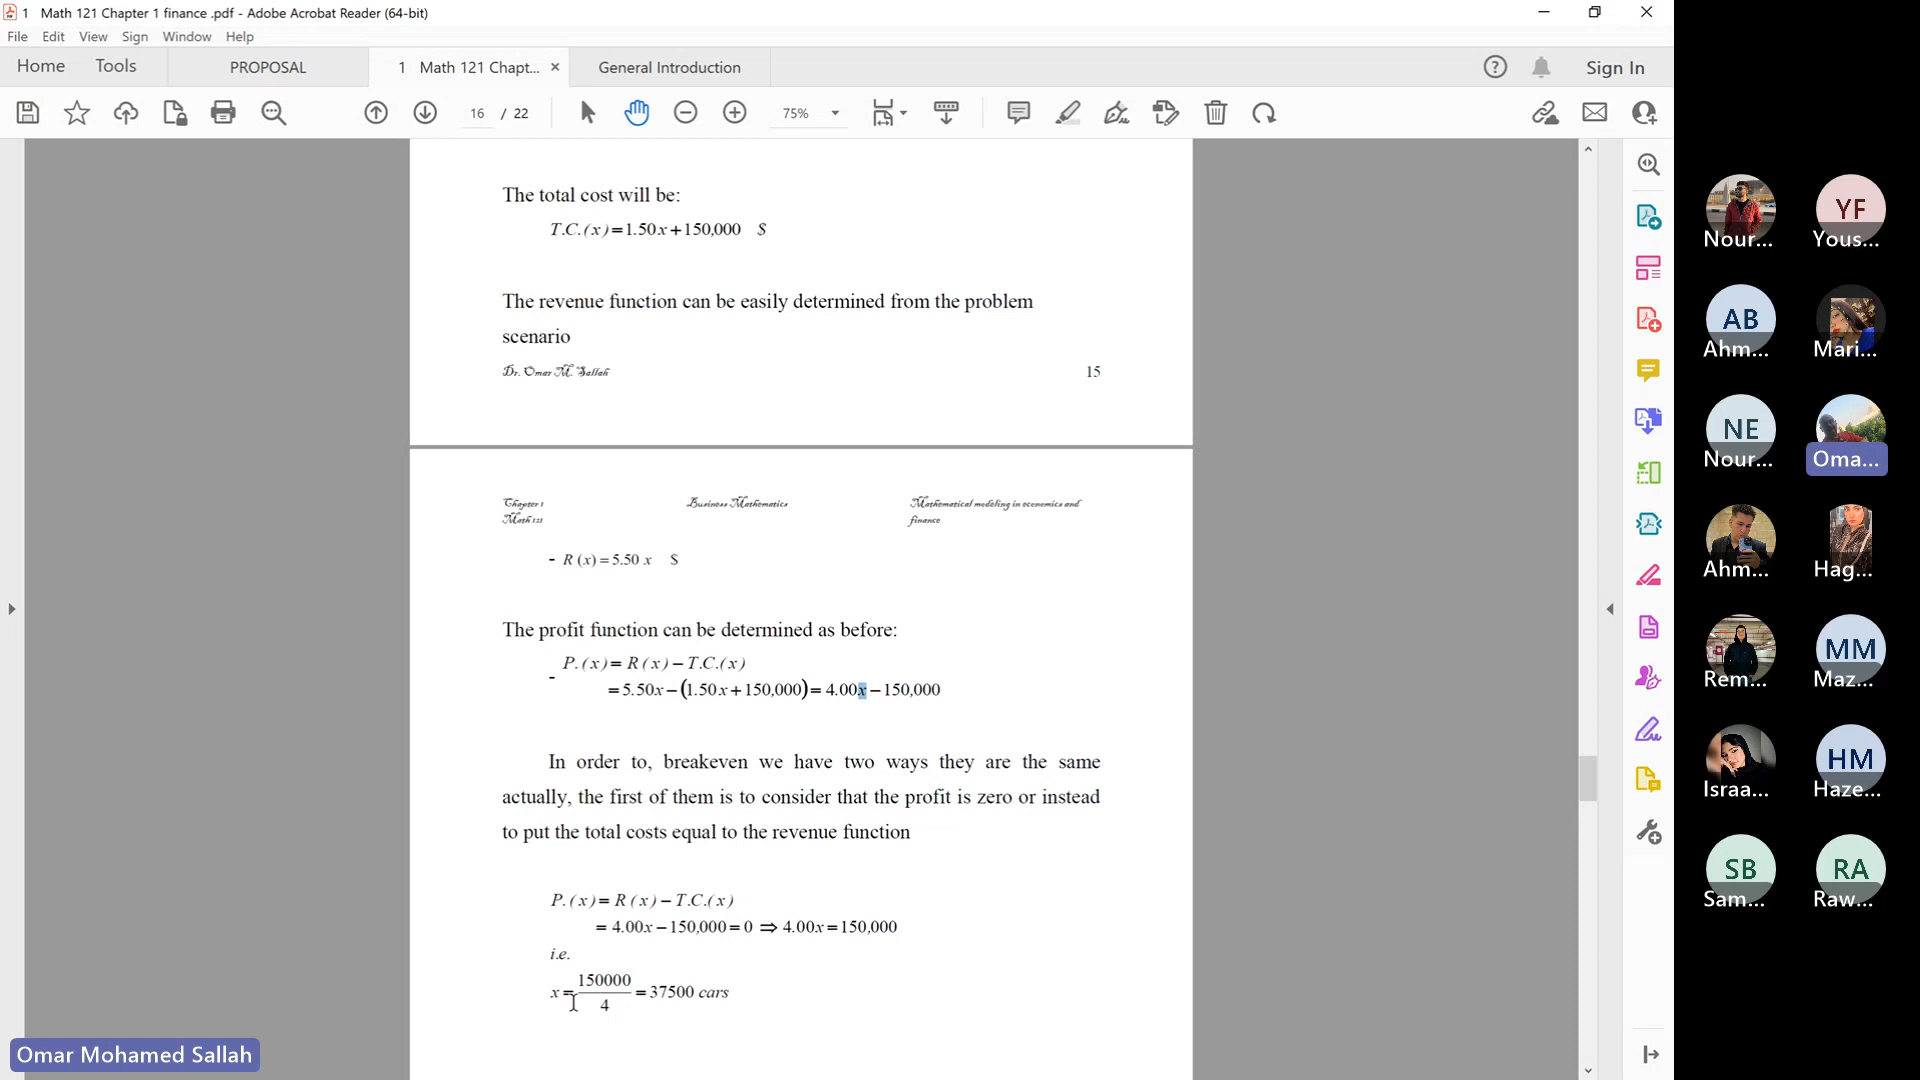 1 Math 121 Chapter 1 finance .pdf - Adobe Acrobat Reader (64-bit)
File Edit View Sign Window Help
Home Tools PROPOSAL 1 Math 121 Chapt... × General Introduction Sign In
16 / 22 75%
The total cost will be:
T.C.(x)=1.50x+150,000 $
The revenue function can be easily determined from the problem
scenario
Dr. Omar M. Sallah 15
Chapter 1 Business Mathematics Mathematical modeling in economics and
Math 121 finance
- R(x)=5.50 x $
The profit function can be determined as before:
P.(x)= R(x)−T.C.(x)
- =5.50x−(1.50x+150,000)=4.00x−150,000
In order to, breakeven we have two ways they are the same
actually, the first of them is to consider that the profit is zero or instead
to put the total costs equal to the revenue function
P.(x)= R(x)−T.C.(x)
= 4.00x−150,000=0 ⇒ 4.00x=150,000
i.e.
x=150000/4=37500 cars
Omar Mohamed Sallah
YF
Nour... Yous...
AB
Ahm... Mari...
NE
Nour... Oma...
Ahm... Hag...
MM
Rem... Maz...
HM
Israa... Haze...
SB RA
Sam... Raw...